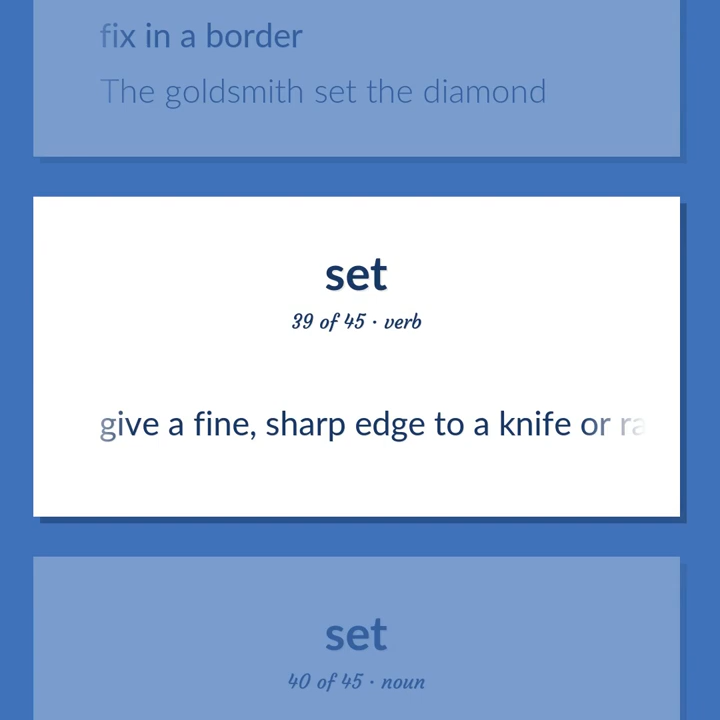 fix in a border
The goldsmith set the diamond
set
39 of 45 · verb
give a fine, sharp edge to a knife or
set
40 of 45 · noun